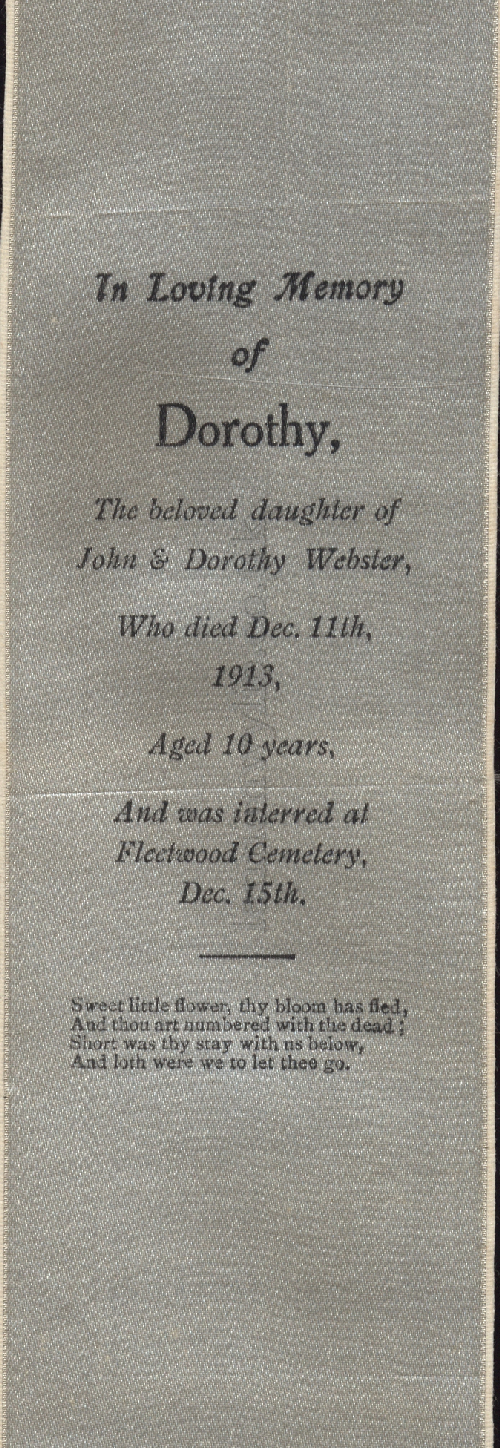 In Loving Memory
of
Dorothy,
The beloved daughter of
John & Dorothy Webster,
Who died Dec. 11th,
1913,
Aged 10 years,
And was interred at
Fleetwood Cemetery,
Dec. 15th.
Sweet little flower, thy bloom has fled,
And thou art numbered with the dead ;
Short was thy stay with us below,
And loth were we to let thee go.